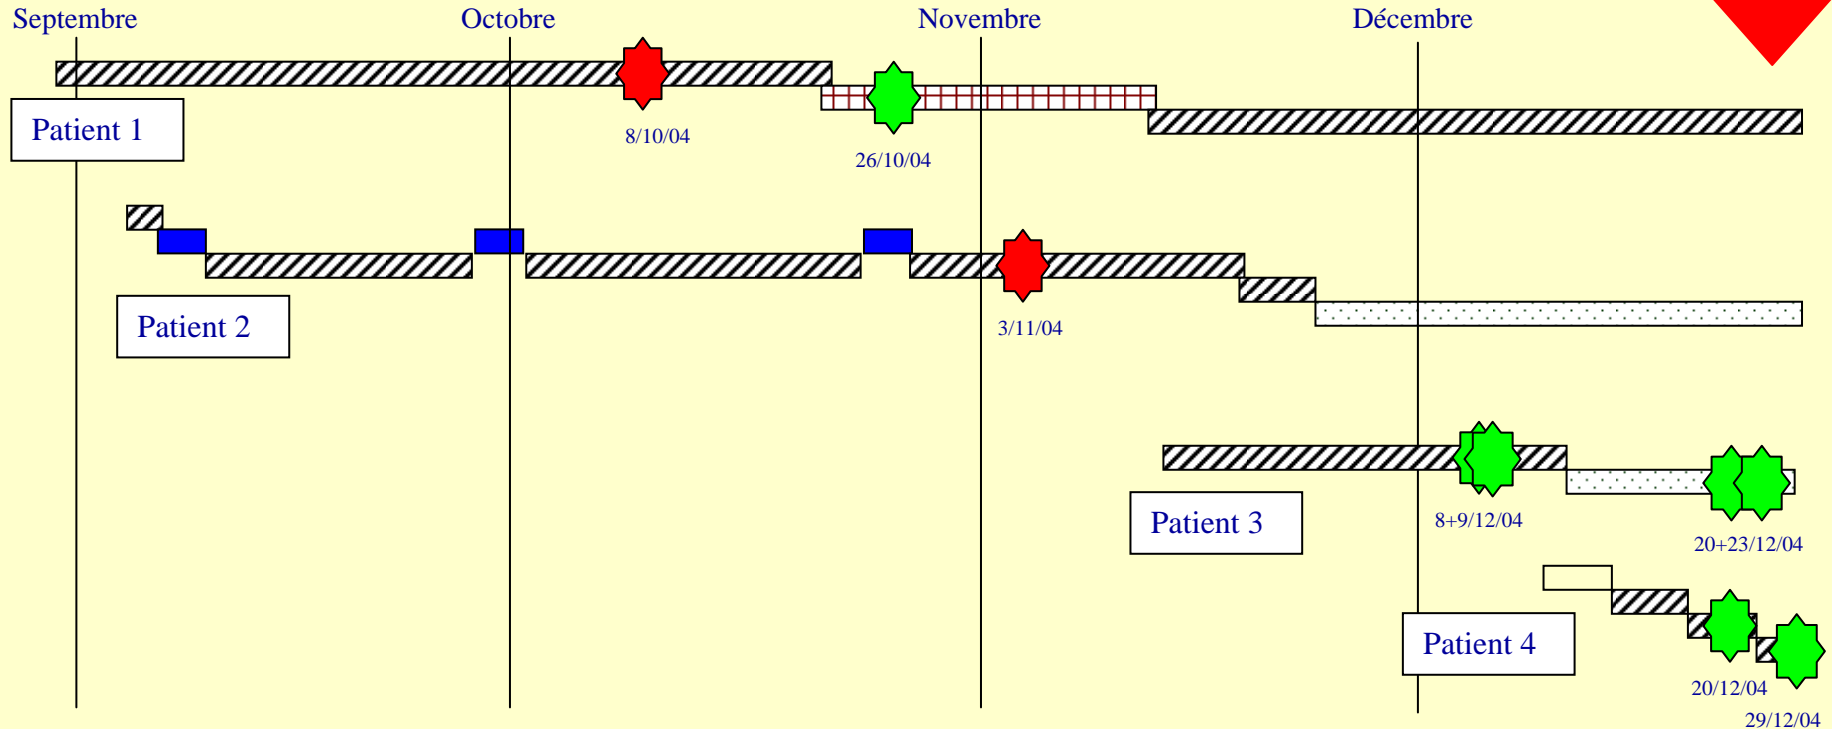 Septembre
Octobre
Novembre
Décembre
Patient 1
8/10/04
26/10/04
Patient 2
3/11/04
Patient 3
8+9/12/04
20+23/12/04
Patient 4
20/12/04
29/12/04